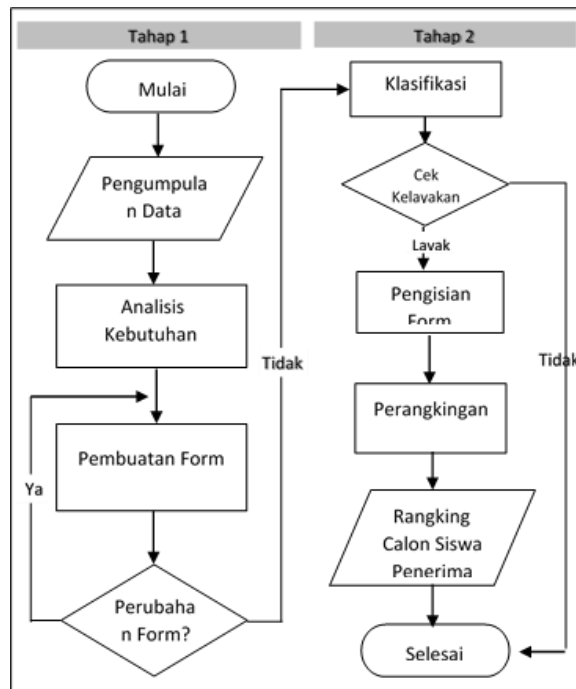 Tahap 1
Mulai
Pengumpula
n Data
Analisis
Kebutuhan
Pembuatan Form
Ya
Perubaha
n Form?
Tidak
Tahap 2
Klasifikasi
Cek
Kelayakan
Layak
Pengisian
Form
Perangkingan
Rangking
Calon Siswa
Penerima
Selesai
Tidak